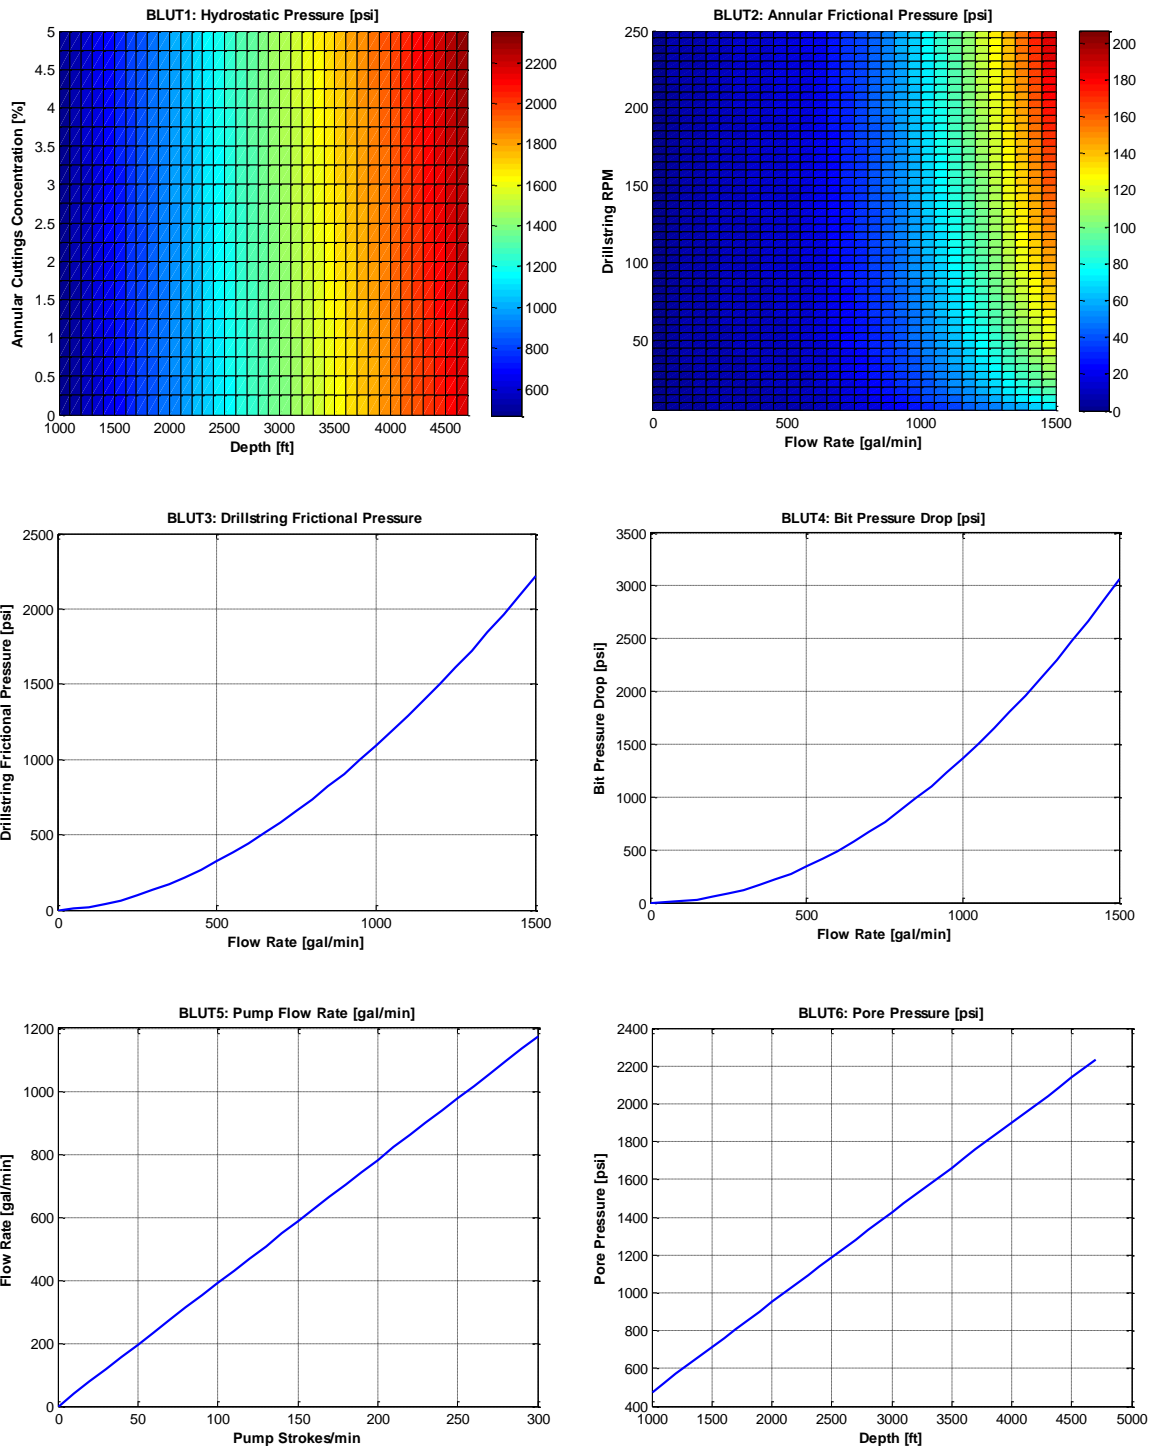 BLUT1: Hydrostatic Pressure [psi]
Annular Cuttings Concentration [%]
5
4.5
4
3.5
3
2.5
2
1.5
1
0.5
0
1000 1500 2000 2500 3000 3500 4000 4500
Depth [ft]
2200
2000
1800
1600
1400
1200
1000
800
600
BLUT2: Annular Frictional Pressure [psi]
Drillstring RPM
250
200
150
100
50
0 500 1000 1500
Flow Rate [gal/min]
200
180
160
140
120
100
80
60
40
20
0
BLUT3: Drillstring Frictional Pressure
Drillstring Frictional Pressure [psi]
2500
2000
1500
1000
500
0
0 500 1000 1500
Flow Rate [gal/min]
BLUT4: Bit Pressure Drop [psi]
Bit Pressure Drop [psi]
3500
3000
2500
2000
1500
1000
500
0
0 500 1000 1500
Flow Rate [gal/min]
BLUT5: Pump Flow Rate [gal/min]
Flow Rate [gal/min]
1200
1000
800
600
400
200
0
0 50 100 150 200 250 300
Pump Strokes/min
BLUT6: Pore Pressure [psi]
Pore Pressure [psi]
2400
2200
2000
1800
1600
1400
1200
1000
800
600
400
1000 1500 2000 2500 3000 3500 4000 4500 5000
Depth [ft]